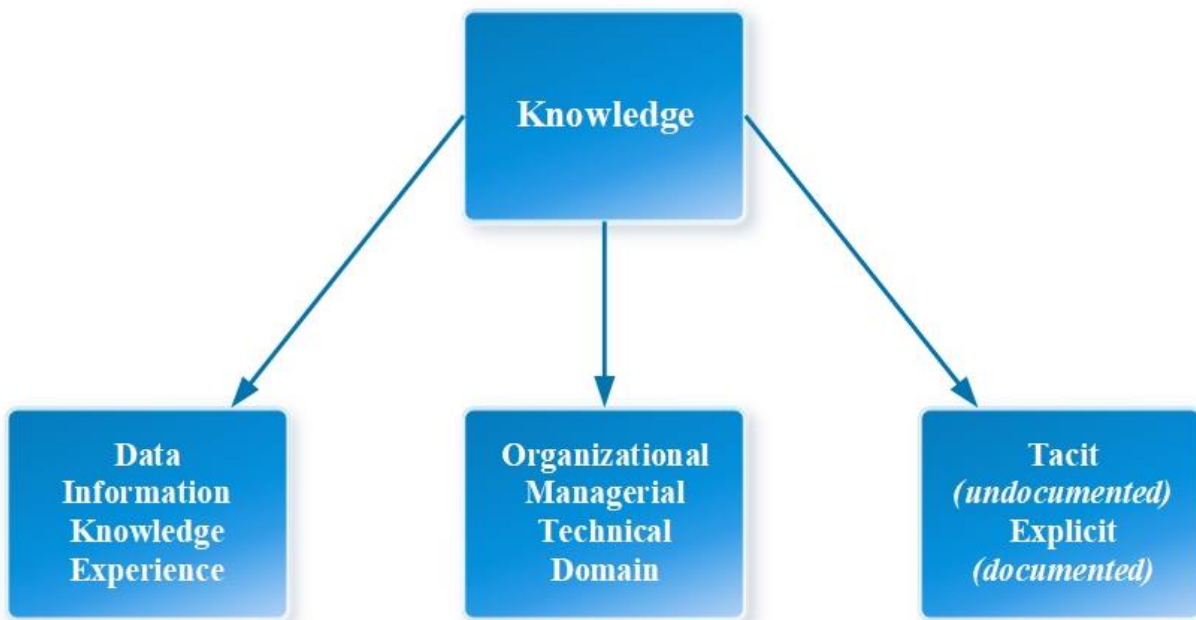 Knowledge
Data
Information
Knowledge
Experience
Organizational
Managerial
Technical
Domain
Tacit
(undocumented)
Explicit
(documented)